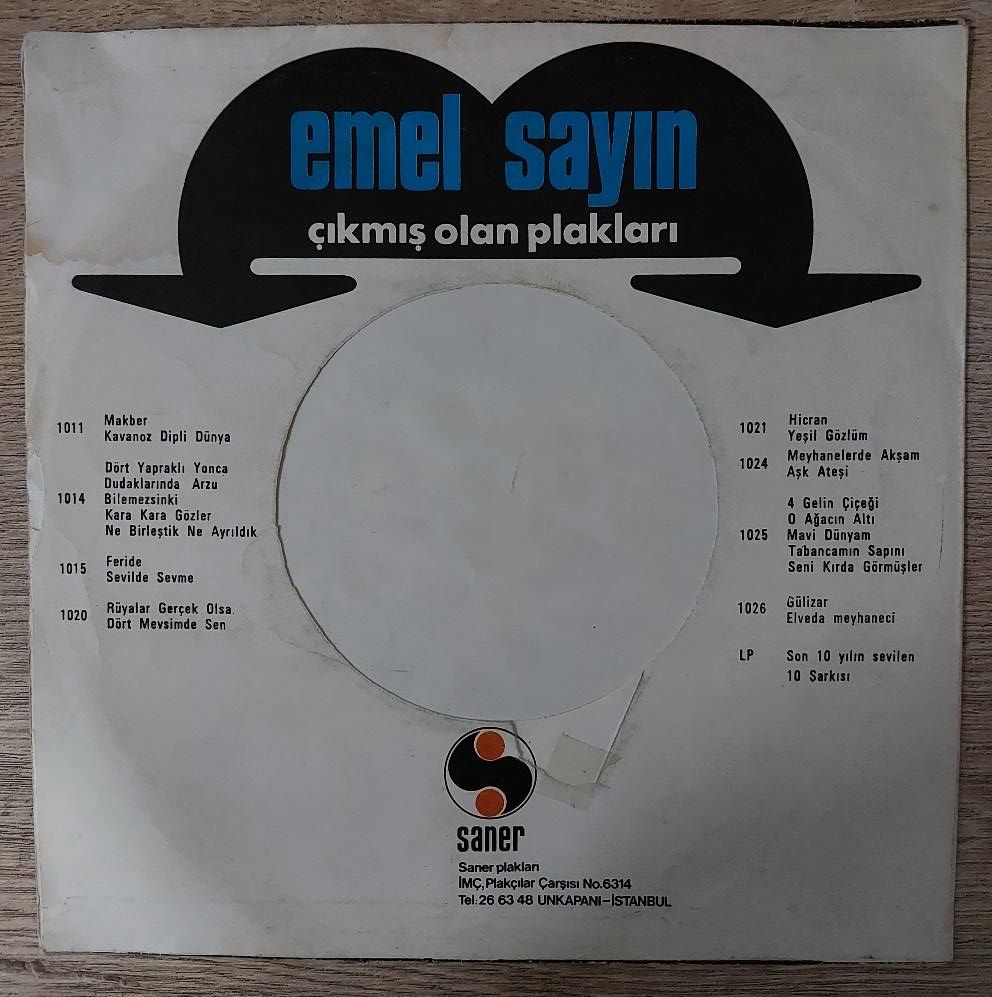 emel sayın
çıkmış olan plakları
1011 Makber
Kavanoz Dipli Dünya
Dört Yapraklı Yonca
Dudaklarında Arzu
1014 Bilemezsinki
Kara Kara Gözler
Ne Birleştik Ne Ayrıldık
1015 Feride
Sevilde Sevme
1020 Rüyalar Gerçek Olsa.
Dört Mevsimde Sen
1021 Hicran
Yeşil Gözlüm
1024 Meyhanelerde Akşam
Aşk Ateşi
4 Gelin Çiçeği
O Ağacın Altı
1025 Mavi Dünyam
Tabancamın Sapını
Seni Kırda Görmüşler
1026 Gülizar
Elveda meyhaneci
LP Son 10 yılın sevilen
10 Şarkısı
saner
Saner plakları
İMÇ,Plakçılar Çarşısı No.6314
Tel:26 63 48 UNKAPANI-İSTANBUL